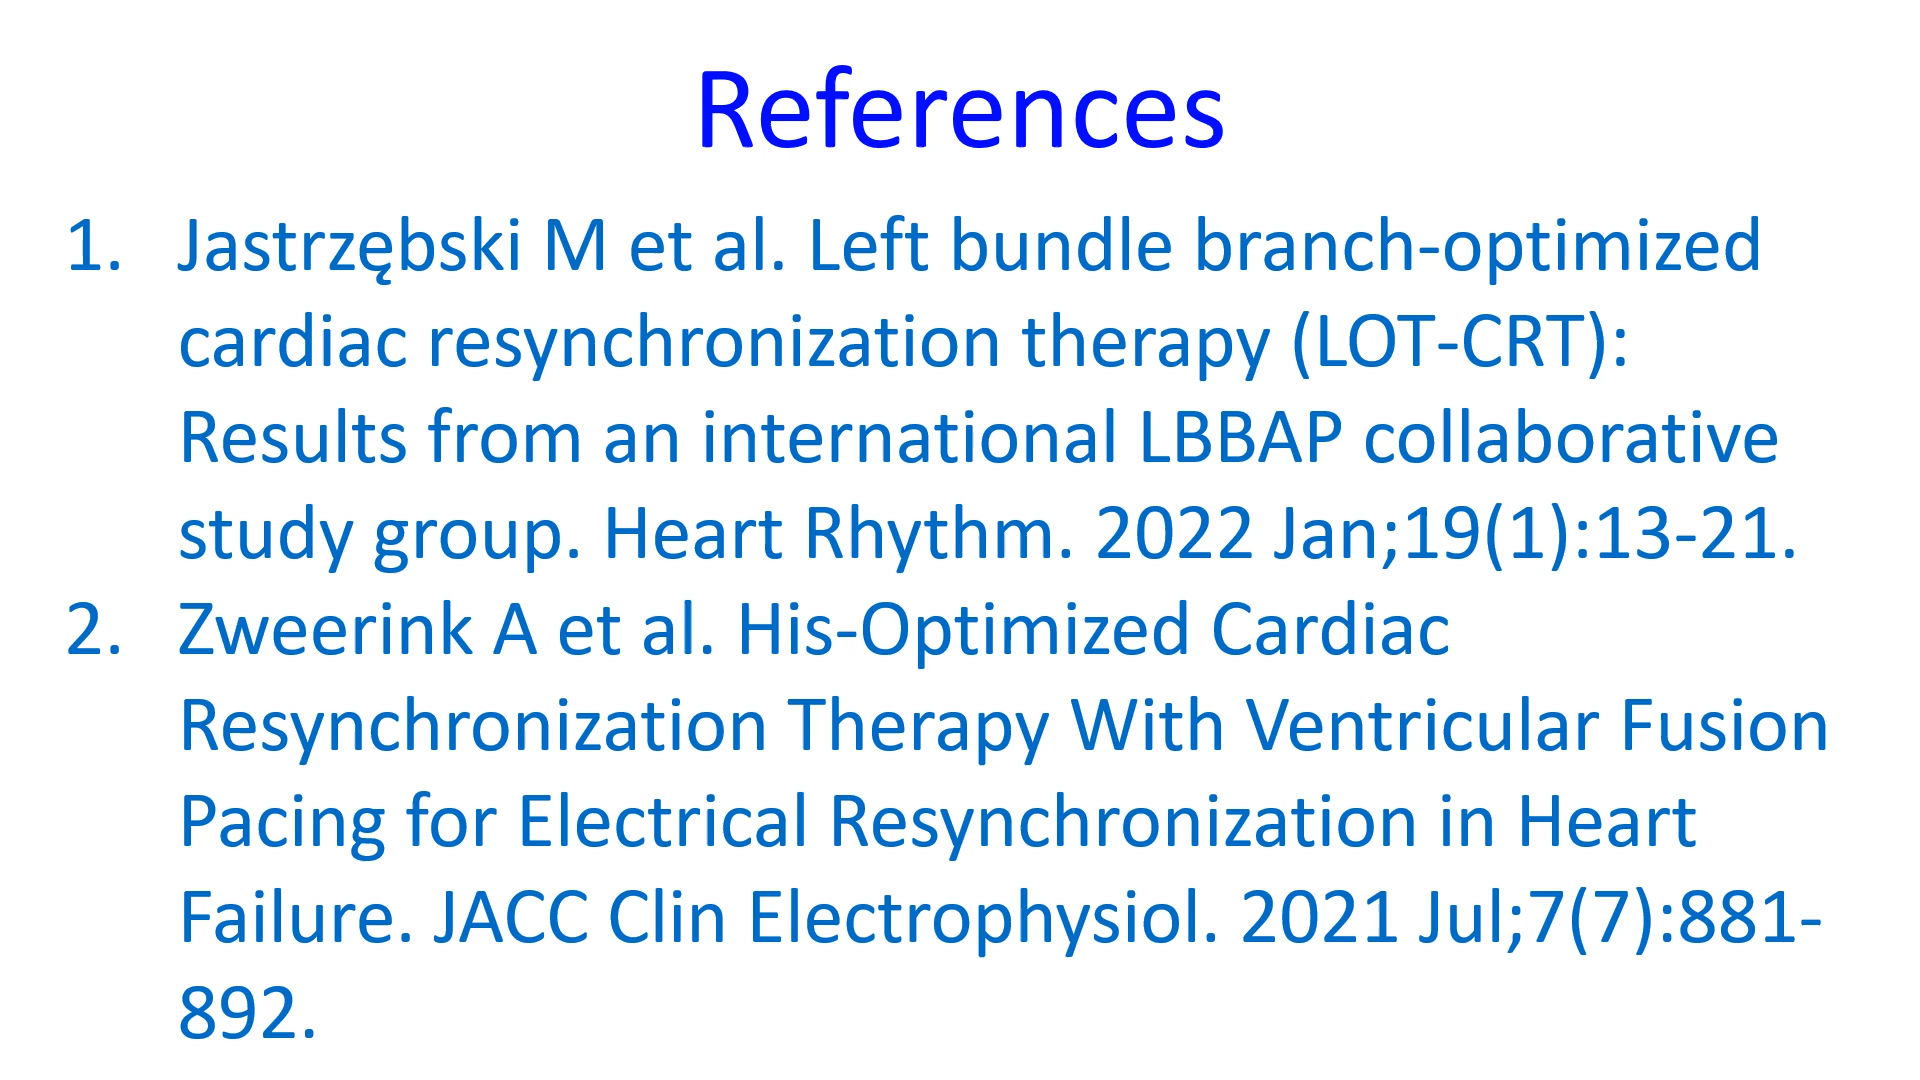 References
1. Jastrzębski M et al. Left bundle branch-optimized
cardiac resynchronization therapy (LOT-CRT):
Results from an international LBBAP collaborative
study group. Heart Rhythm. 2022 Jan;19(1):13-21.
2. Zweerink A et al. His-Optimized Cardiac
Resynchronization Therapy With Ventricular Fusion
Pacing for Electrical Resynchronization in Heart
Failure. JACC Clin Electrophysiol. 2021 Jul;7(7):881-
892.